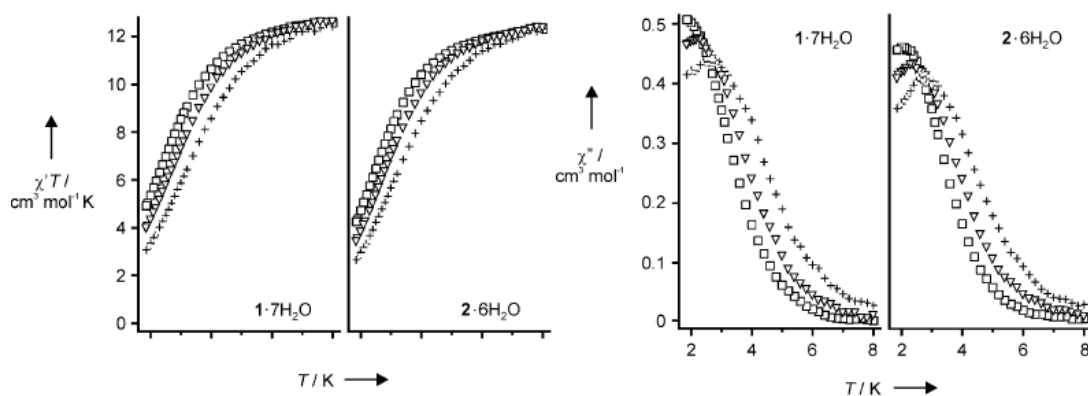 12
10
8
6
4
2
0
χ'T /
cm³ mol⁻¹ K
1·7H₂O
2·6H₂O
T / K
0.5
0.4
0.3
0.2
0.1
0
χ" /
cm³ mol⁻¹
1·7H₂O
2·6H₂O
2 4 6 8
2 4 6 8
T / K